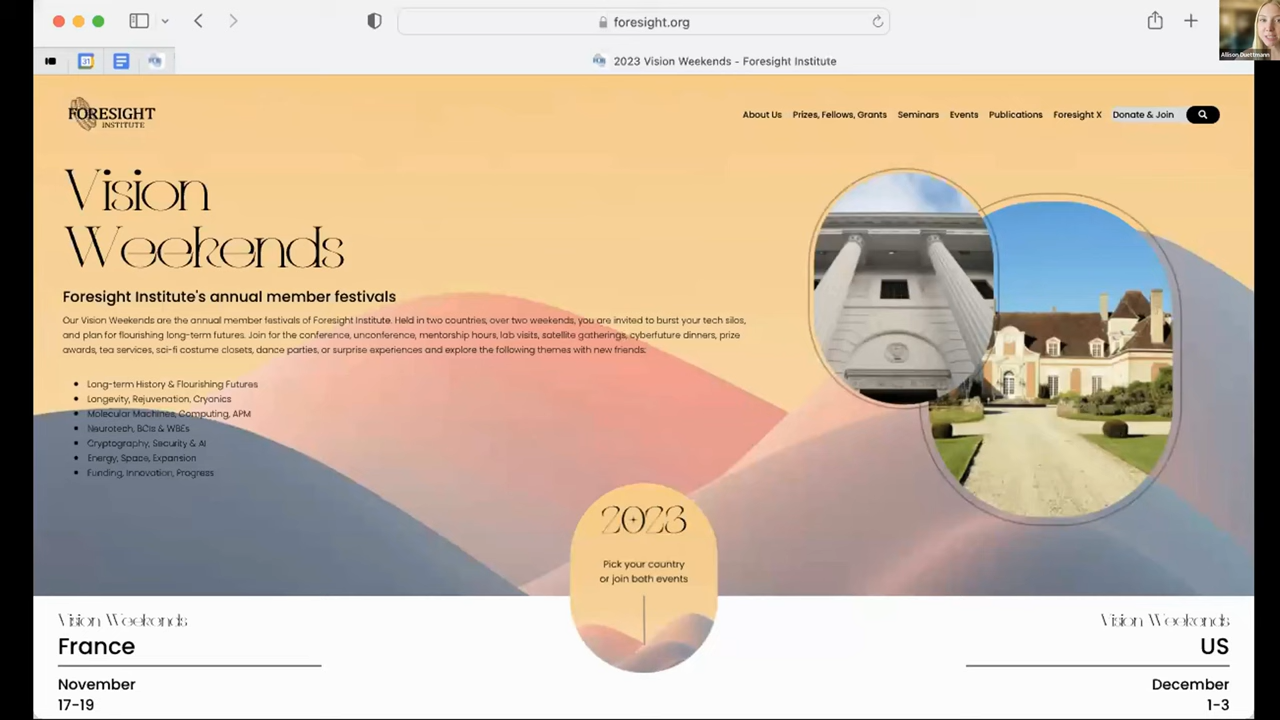 foresight.org
Allison Duettmann
31
2023 Vision Weekends - Foresight Institute
FORESIGHT
INSTITUTE
About Us
Prizes, Fellows, Grants
Seminars
Events
Publications
Foresight X
Donate & Join
Vision
Weekends
Foresight Institute's annual member festivals
Our Vision Weekends are the annual member festivals of Foresight Institute. Held in two countries, over two weekends, you are invited to burst your tech silos,
and plan for flourishing long-term futures. Join for the conference, unconference, mentorship hours, lab visits, satellite gatherings, cyberfuture dinners, prize
awards, tea services, sci-fi costume closets, dance parties, or surprise experiences and explore the following themes with new friends:
Long-term History & Flourishing Futures
Longevity, Rejuvenation, Cryonics
Molecular Machines, Computing, APM
Neurotech, BCIs & WBEs
Cryptography, Security & AI
Energy, Space, Expansion
Funding, Innovation, Progress
2023
Pick your country
or join both events
Vision Weekends
France
November
17-19
Vision Weekends
US
December
1-3